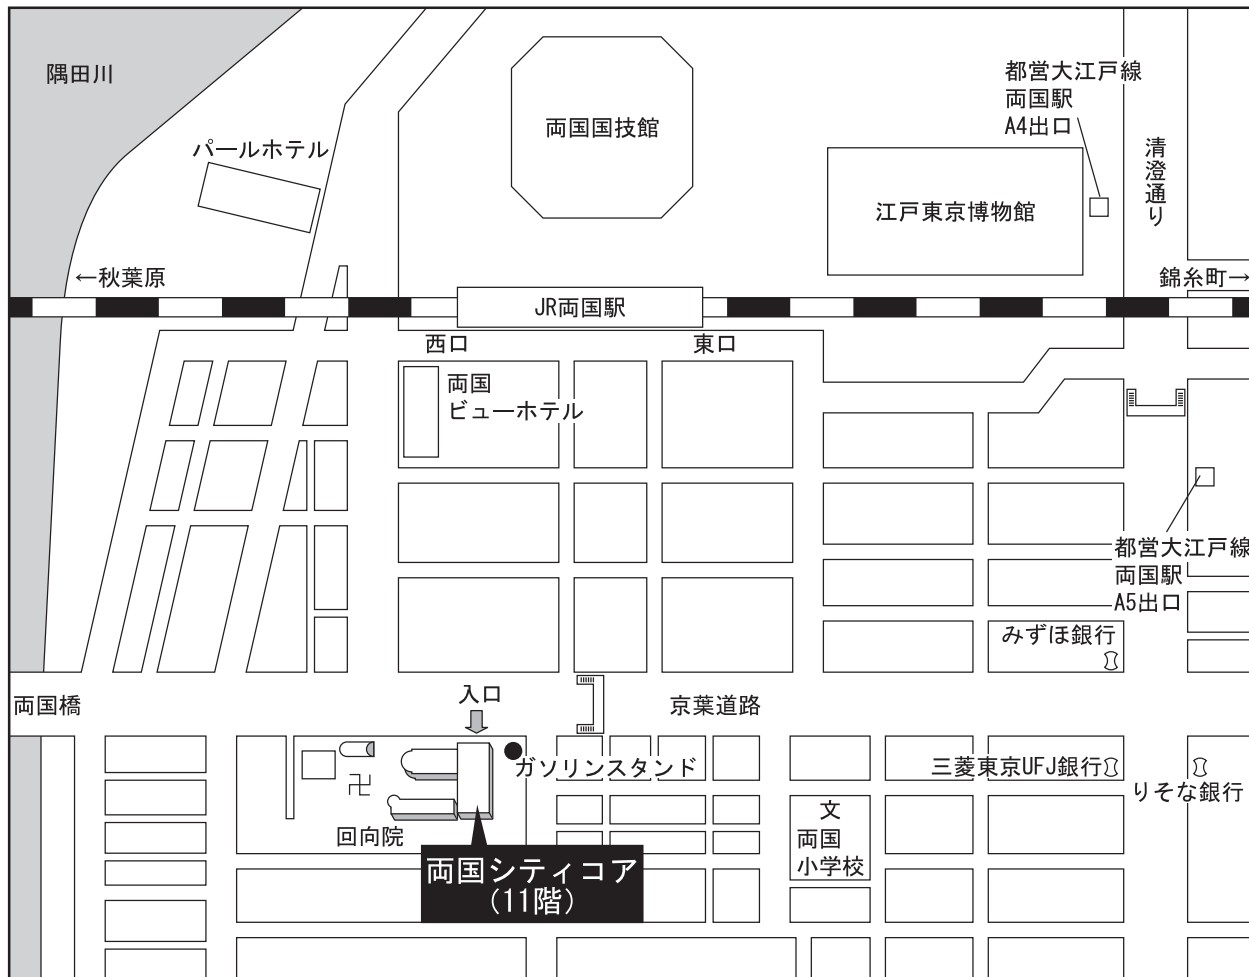 隅田川
パールホテル
両国国技館
都営大江戸線
両国駅
A4出口
清澄通り
江戸東京博物館
←秋葉原
錦糸町→
JR両国駅
西口
東口
両国
ビューホテル
都営大江戸線
両国駅
A5出口
みずほ銀行
両国橋
入口
京葉道路
ガソリンスタンド
三菱東京UFJ銀行
りそな銀行
卍
回向院
文
両国
小学校
両国シティコア
(11階)